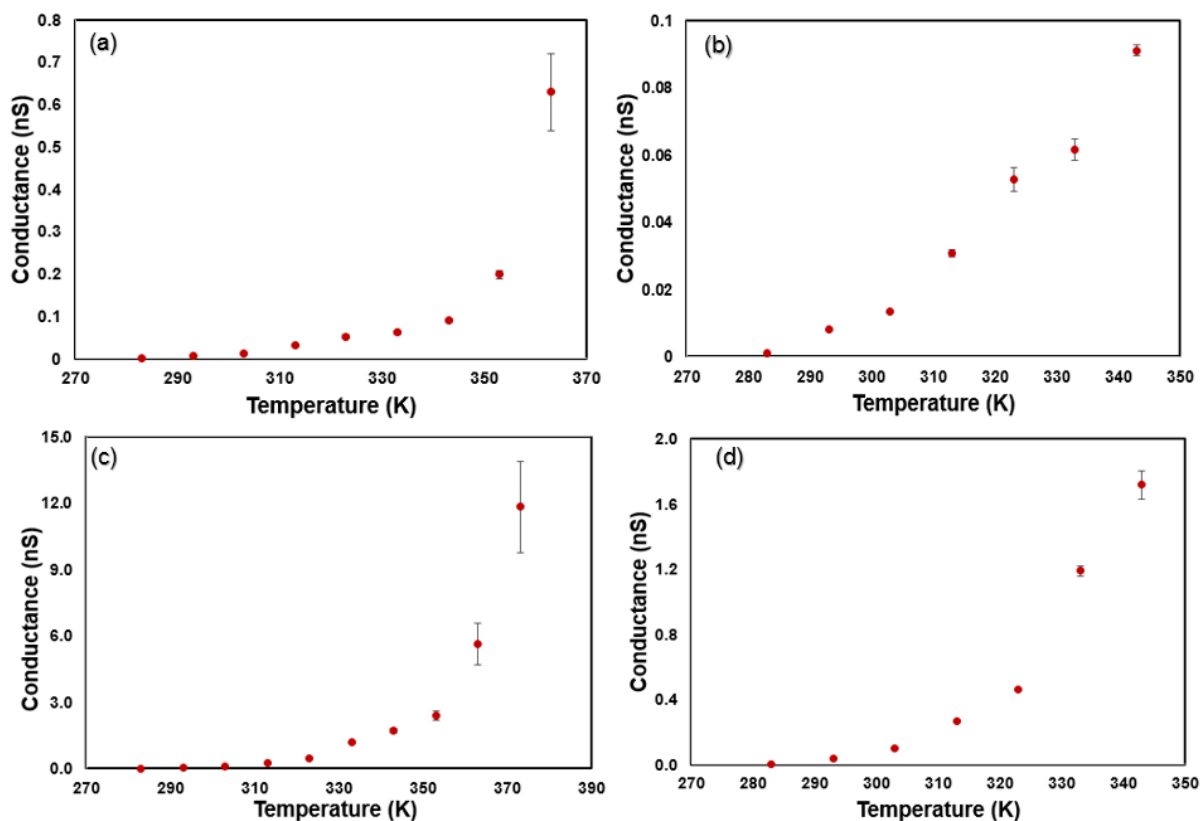 (a)
0.8
0.7
0.6
0.5
0.4
0.3
0.2
0.1
0
Conductance (nS)
270 290 310 330 350 370
Temperature (K)
(b)
0.1
0.08
0.06
0.04
0.02
0
Conductance (nS)
270 280 290 300 310 320 330 340 350
Temperature (K)
(c)
15.0
12.0
9.0
6.0
3.0
0.0
Conductance (nS)
270 290 310 330 350 370 390
Temperature (K)
(d)
2.0
1.6
1.2
0.8
0.4
0.0
Conductance (nS)
270 280 290 300 310 320 330 340 350
Temperature (K)